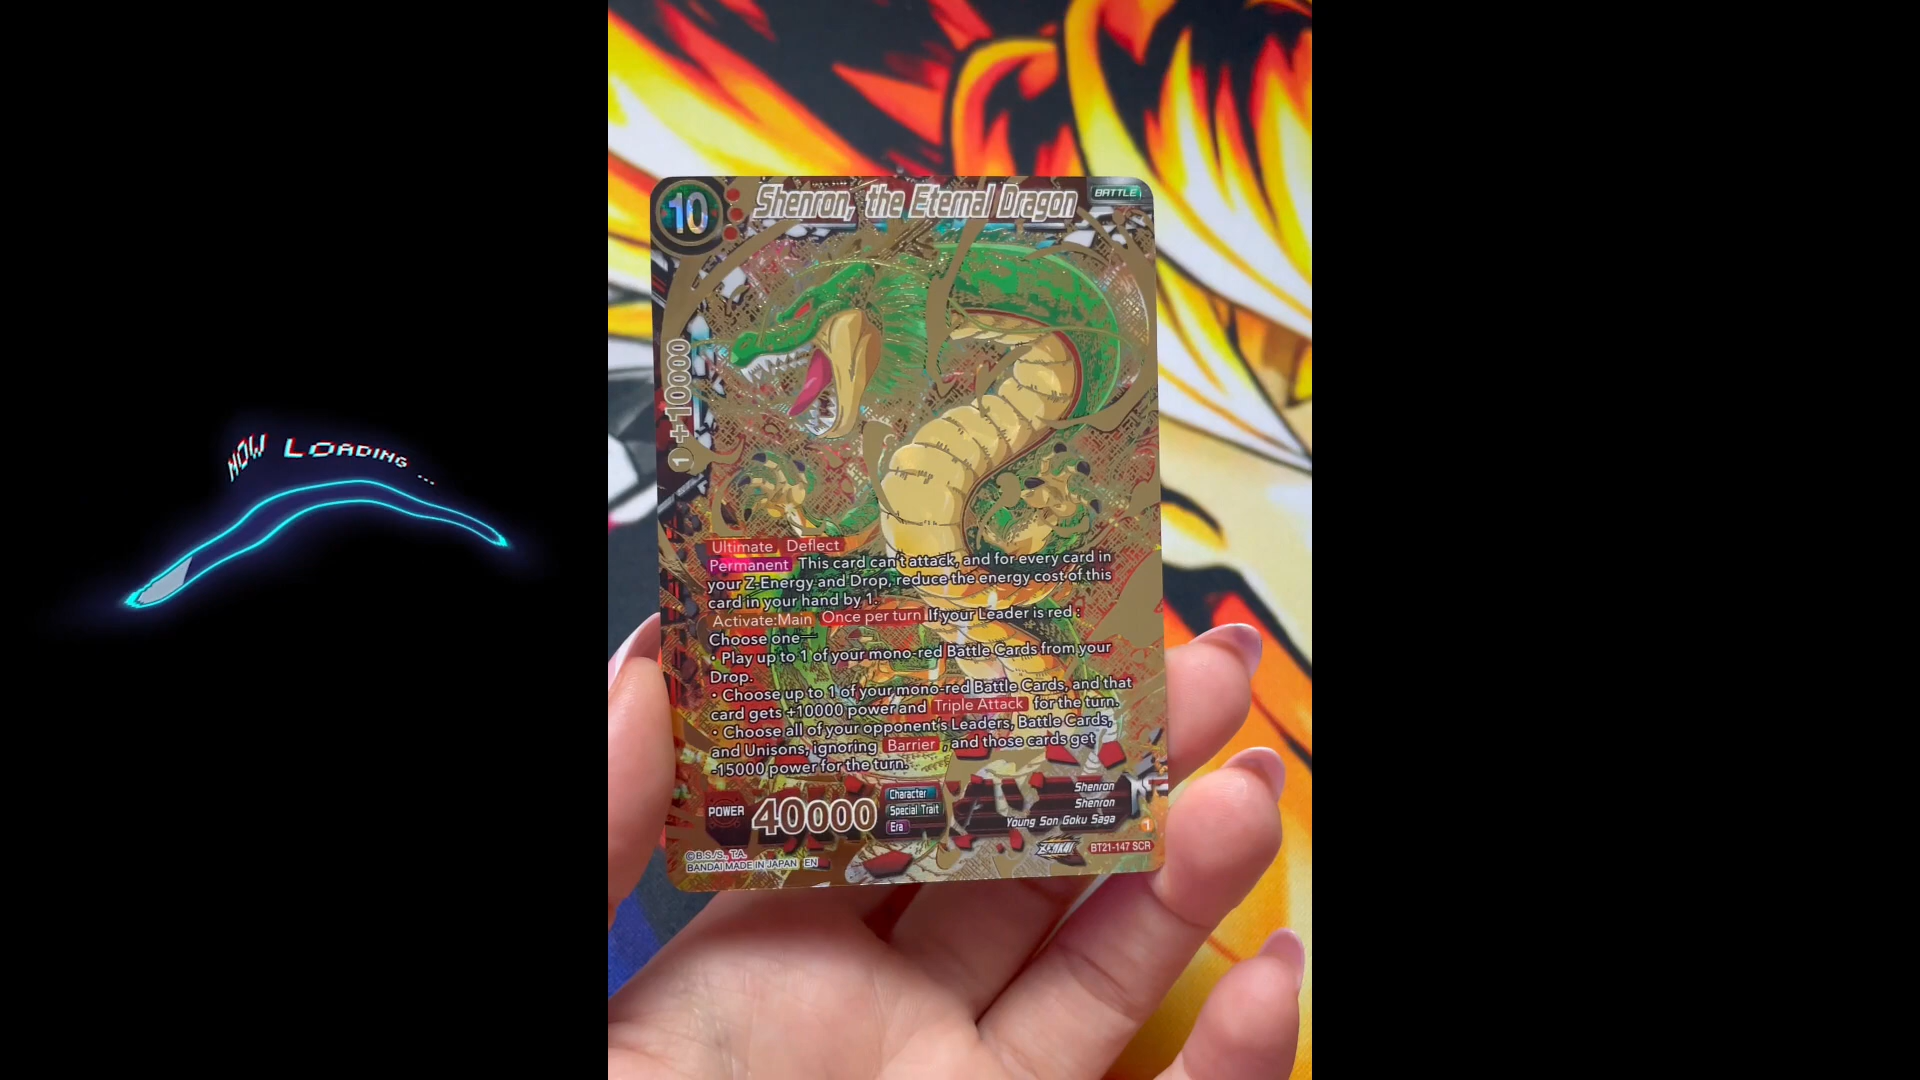 NOW LOADING ...
10
Shenron, the Eternal Dragon
BATTLE
1 +10000
Ultimate Deflect
Permanent This card can't attack, and for every card in
your Z-Energy and Drop, reduce the energy cost of this
card in your hand by 1.
Activate:Main Once per turn If your Leader is red :
Choose one—
• Play up to 1 of your mono-red Battle Cards from your
Drop.
• Choose up to 1 of your mono-red Battle Cards, and that
card gets +10000 power and Triple Attack for the turn.
• Choose all of your opponent's Leaders, Battle Cards,
and Unisons, ignoring Barrier, and those cards get
-15000 power for the turn.
POWER 40000
Character Shenron
Special Trait Shenron
Era Young Son Goku Saga
1
©B.S./S., T.A.
BANDAI MADE IN JAPAN EN
ZENKAI
BT21-147 SCR